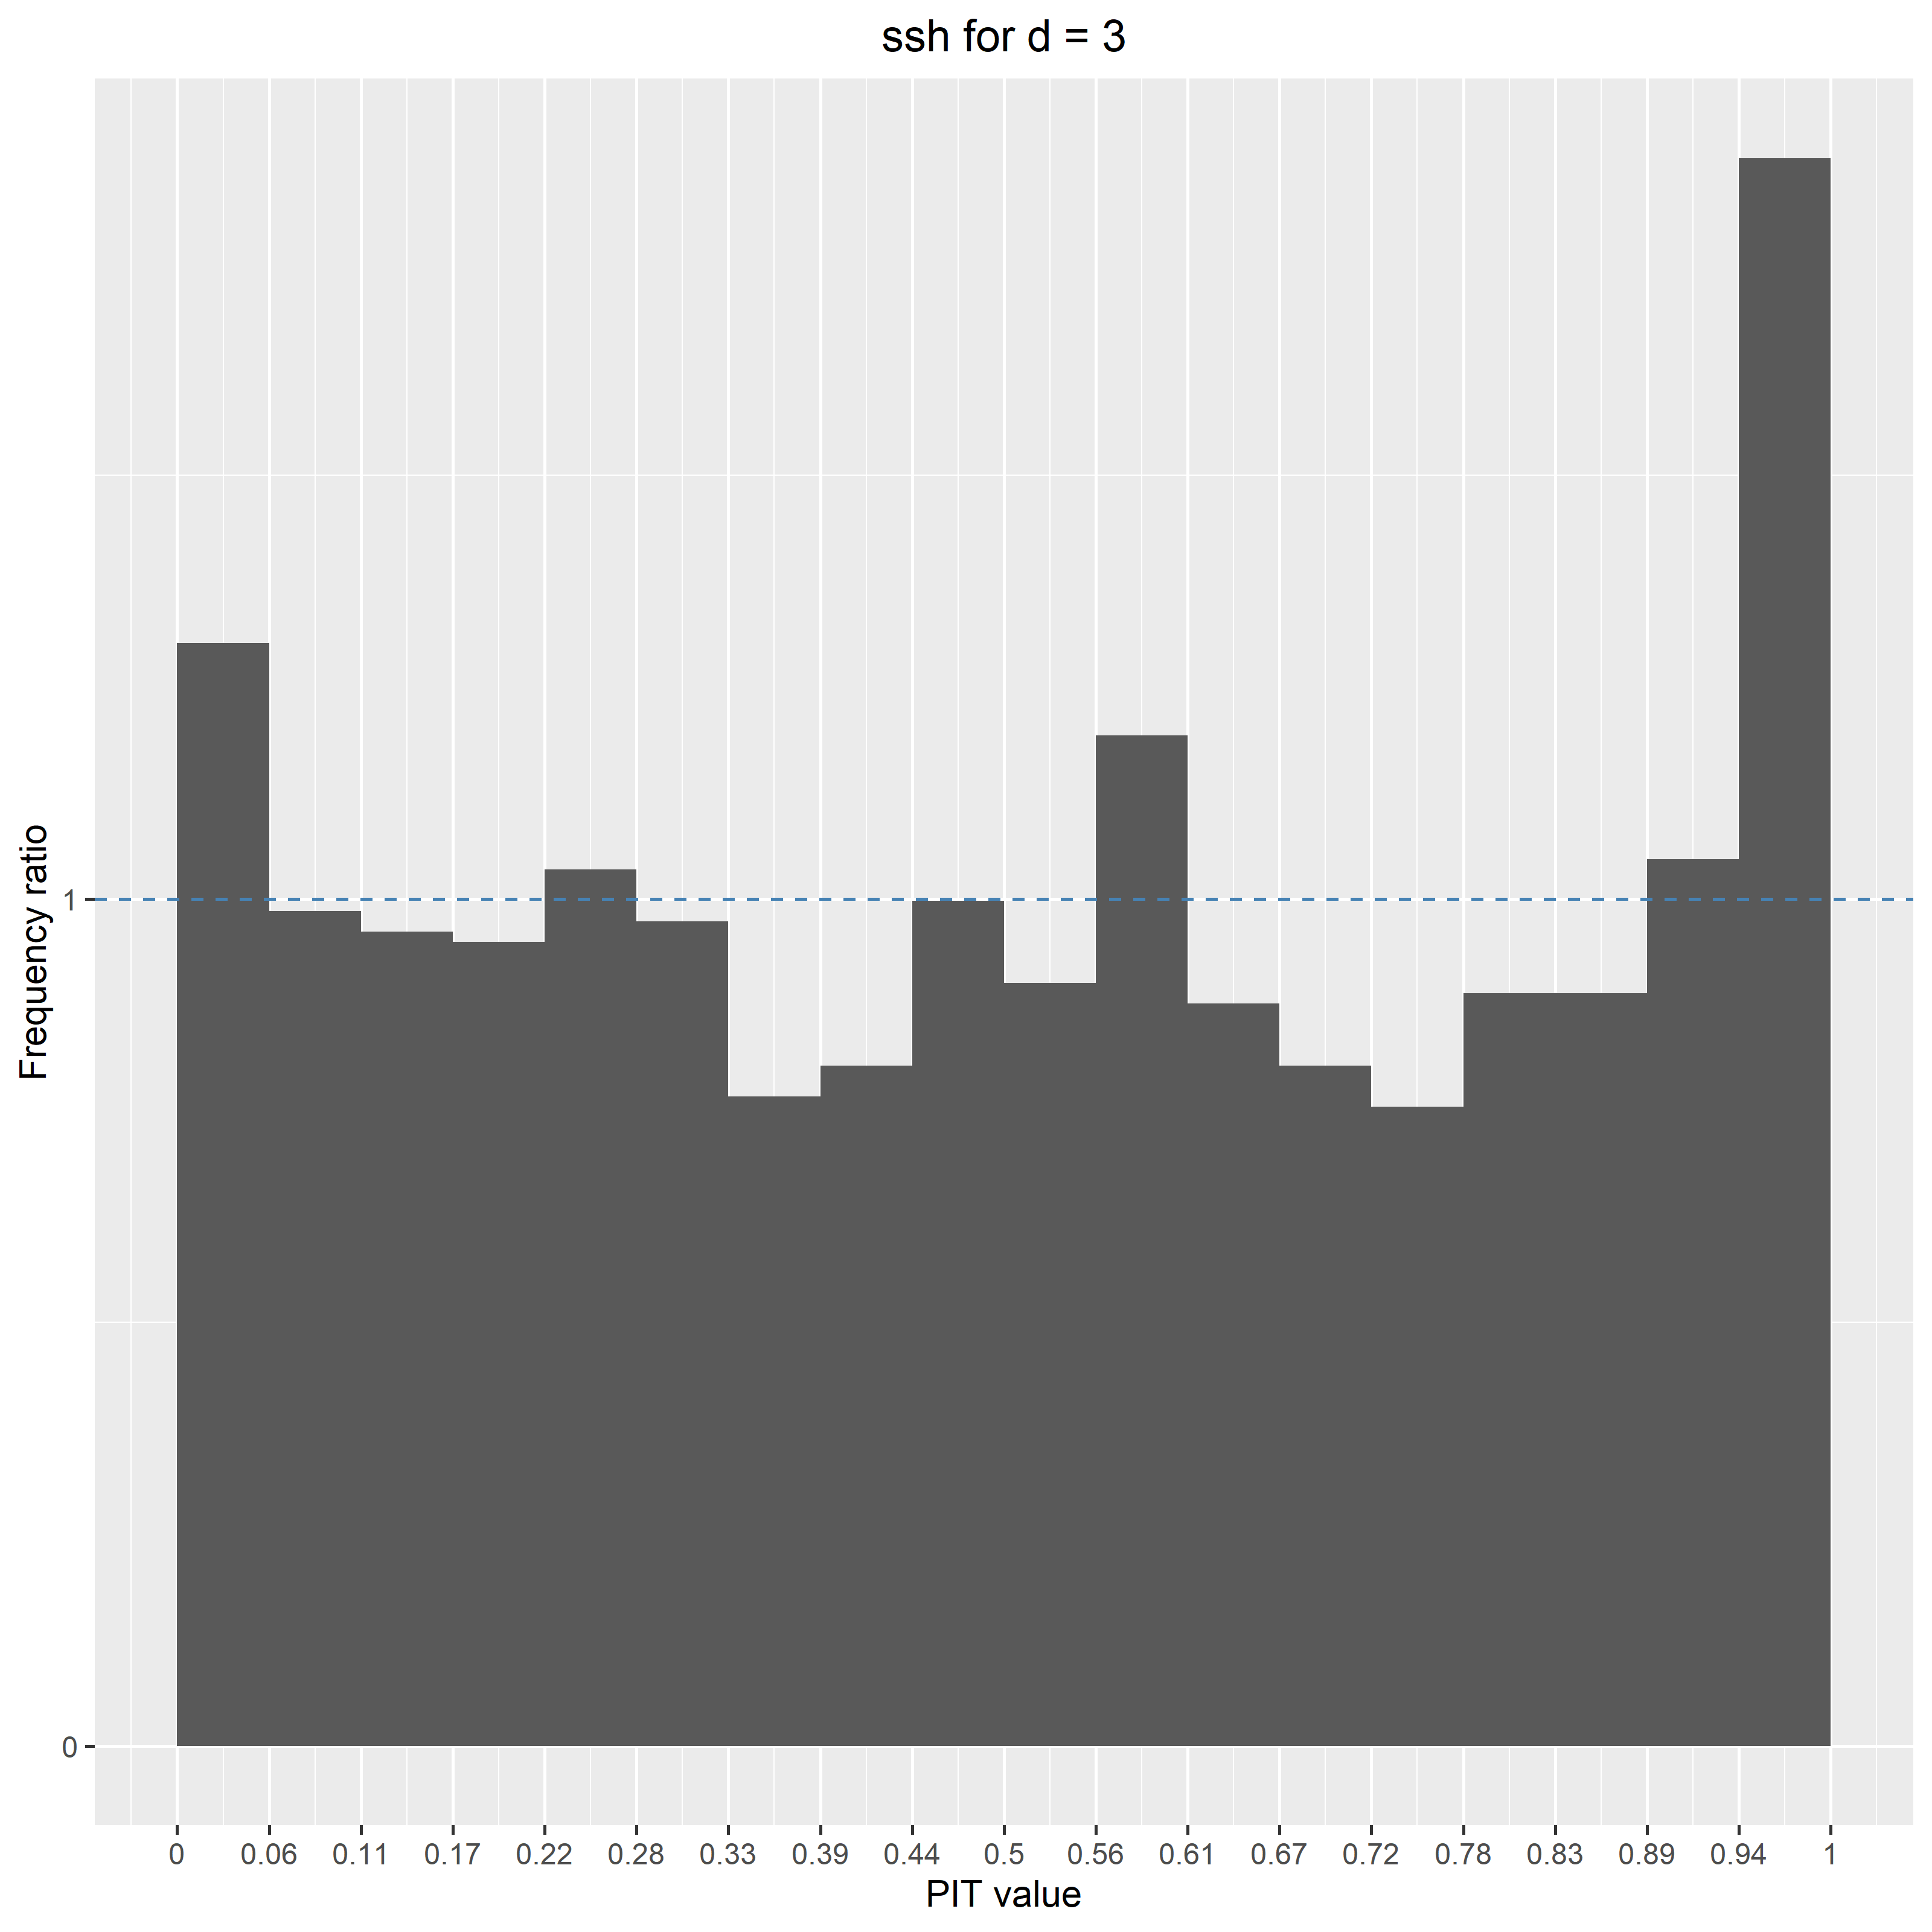 ssh for d = 3
Frequency ratio
1
0
0 0.06 0.11 0.17 0.22 0.28 0.33 0.39 0.44 0.5 0.56 0.61 0.67 0.72 0.78 0.83 0.89 0.94 1
PIT value